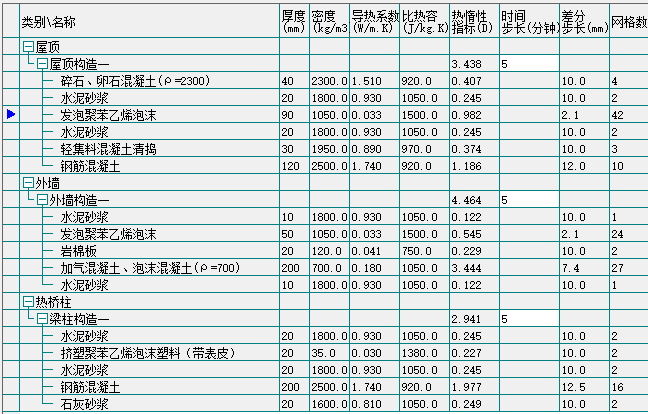 类别\名称 厚度(mm) 密度(kg/m3 导热系数(W/m.K) 比热容(J/kg.K) 热惰性指标(D) 时间步长(分钟) 差分步长(mm) 网格数
屋顶
屋顶构造一 3.438 5
碎石、卵石混凝土(ρ=2300) 40 2300.0 1.510 920.0 0.407 10.0 4
水泥砂浆 20 1800.0 0.930 1050.0 0.245 10.0 2
发泡聚苯乙烯泡沫 90 1050.0 0.033 1500.0 0.982 2.1 42
水泥砂浆 20 1800.0 0.930 1050.0 0.245 10.0 2
轻集料混凝土清捣 30 1950.0 0.890 970.0 0.374 10.0 3
钢筋混凝土 120 2500.0 1.740 920.0 1.186 12.0 10
外墙
外墙构造一 4.464 5
水泥砂浆 10 1800.0 0.930 1050.0 0.122 10.0 1
发泡聚苯乙烯泡沫 50 1050.0 0.033 1500.0 0.545 2.1 24
岩棉板 20 120.0 0.041 750.0 0.229 10.0 2
加气混凝土、泡沫混凝土(ρ=700) 200 700.0 0.180 1050.0 3.444 7.4 27
水泥砂浆 10 1800.0 0.930 1050.0 0.122 10.0 1
热桥柱
梁柱构造一 2.941 5
水泥砂浆 20 1800.0 0.930 1050.0 0.245 10.0 2
挤塑聚苯乙烯泡沫塑料（带表皮） 20 35.0 0.030 1380.0 0.227 10.0 2
水泥砂浆 20 1800.0 0.930 1050.0 0.245 10.0 2
钢筋混凝土 200 2500.0 1.740 920.0 1.977 12.5 16
石灰砂浆 20 1600.0 0.810 1050.0 0.249 10.0 2